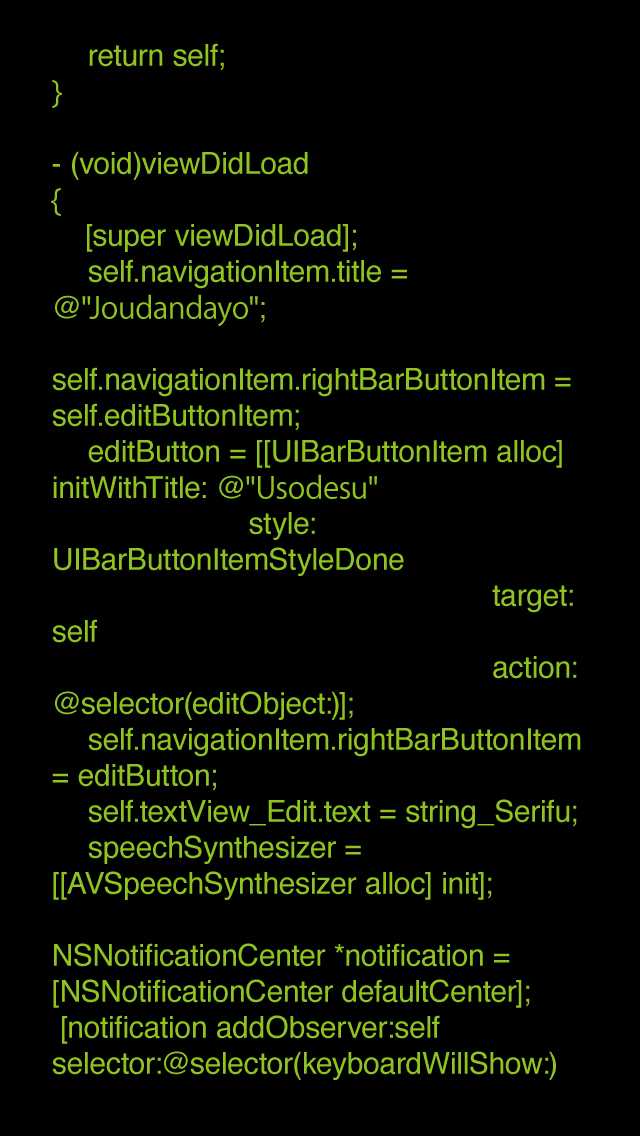 return self;
}
- (void)viewDidLoad
{
[super viewDidLoad];
self.navigationItem.title =
@"Joudandayo";
self.navigationItem.rightBarButtonItem =
self.editButtonItem;
editButton = [[UIBarButtonItem alloc]
initWithTitle: @"Usodesu"
style:
UIBarButtonItemStyleDone
target:
self
action:
@selector(editObject:)];
self.navigationItem.rightBarButtonItem
= editButton;
self.textView_Edit.text = string_Serifu;
speechSynthesizer =
[[AVSpeechSynthesizer alloc] init];
NSNotificationCenter *notification =
[NSNotificationCenter defaultCenter];
[notification addObserver:self
selector:@selector(keyboardWillShow:)